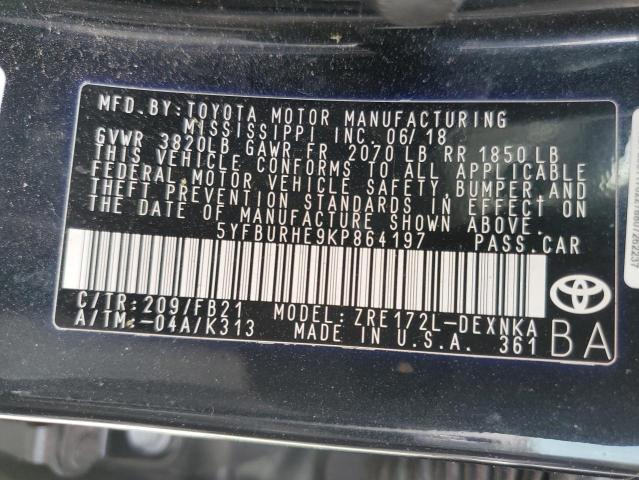 MFD.BY:TOYOTA MOTOR MANUFACTURING
MISSISSIPPI INC. 06/18
GVWR 3820LB GAWR FR 2070 LB RR 1850 LB
THIS VEHICLE CONFORMS TO ALL APPLICABLE
FEDERAL MOTOR VEHICLE SAFETY, BUMPER, AND
THEFT PREVENTION STANDARDS IN EFFECT ON
THE DATE OF MANUFACTURE SHOWN ABOVE.
5YFBURHE9KP864197 PASS.CAR
C/TR:209/FB21 MODEL:ZRE172L-DEXNKA
A/TM:-04A/K313 MADE IN U.S.A. 361
BA